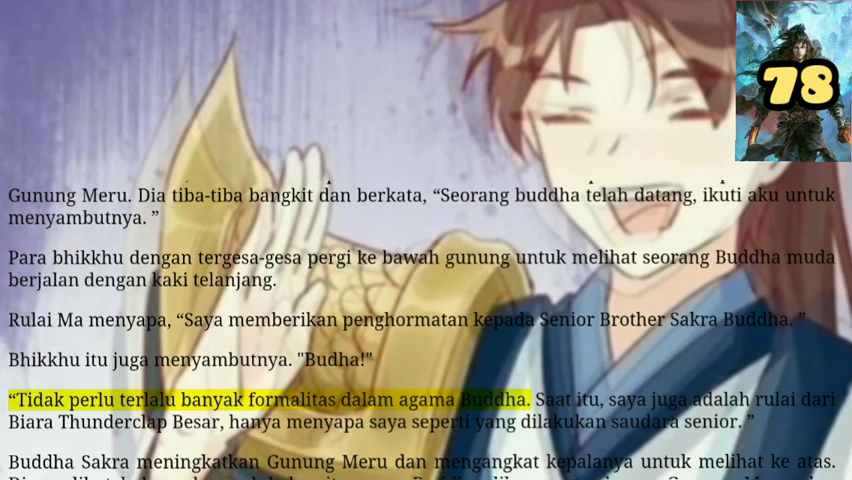 78
Gunung Meru. Dia tiba-tiba bangkit dan berkata, “Seorang buddha telah datang, ikuti aku untuk
menyambutnya. ”
Para bhikkhu dengan tergesa-gesa pergi ke bawah gunung untuk melihat seorang Buddha muda
berjalan dengan kaki telanjang.
Rulai Ma menyapa, “Saya memberikan penghormatan kepada Senior Brother Sakra Buddha. ”
Bhikkhu itu juga menyambutnya. "Budha!"
“Tidak perlu terlalu banyak formalitas dalam agama Buddha. Saat itu, saya juga adalah rulai dari
Biara Thunderclap Besar, hanya menyapa saya seperti yang dilakukan saudara senior. ”
Buddha Sakra meningkatkan Gunung Meru dan mengangkat kepalanya untuk melihat ke atas.